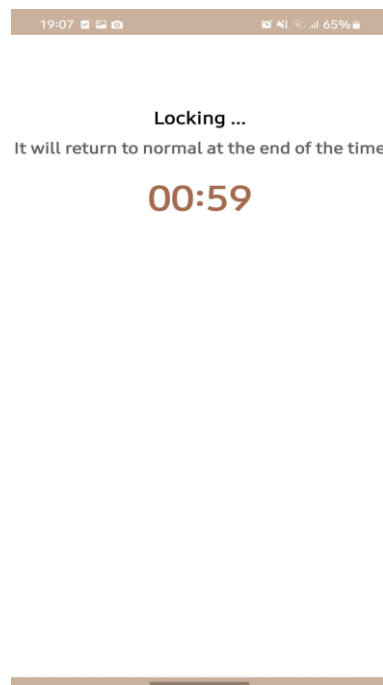 19:07 65%
Locking ...
It will return to normal at the end of the time
00:59